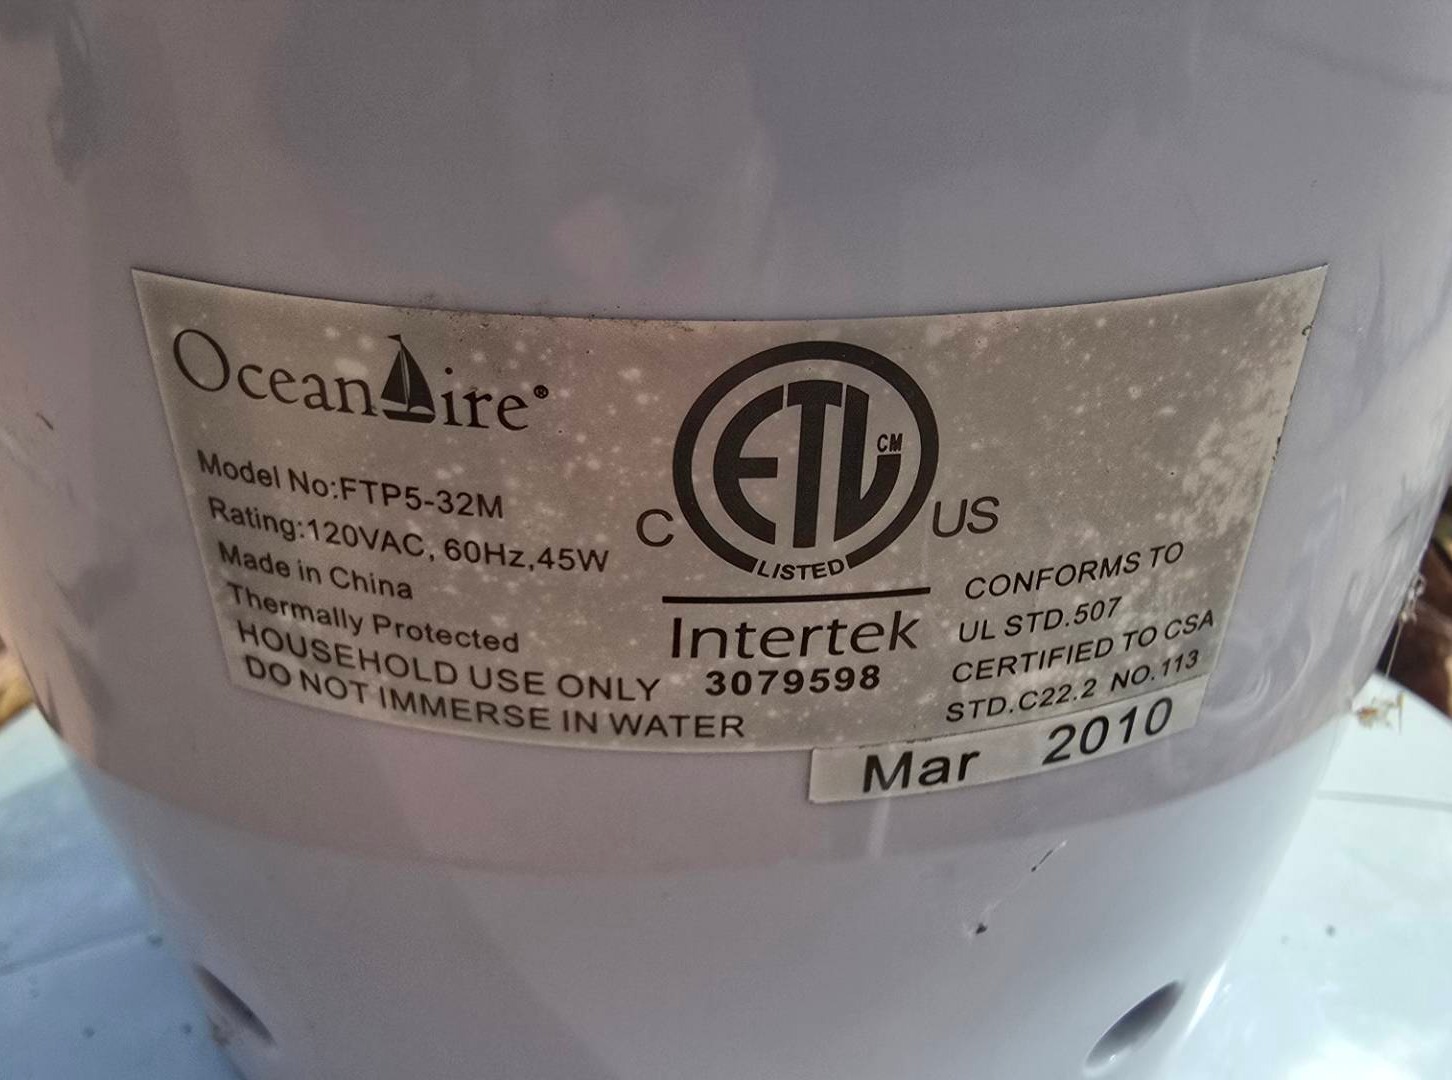 OceanAire®
Model No:FTP5-32M
Rating:120VAC, 60Hz,45W
Made in China
Thermally Protected
HOUSEHOLD USE ONLY
DO NOT IMMERSE IN WATER
ETL CM
C US
LISTED
Intertek
3079598
CONFORMS TO
UL STD.507
CERTIFIED TO CSA
STD.C22.2 NO.113
Mar 2010